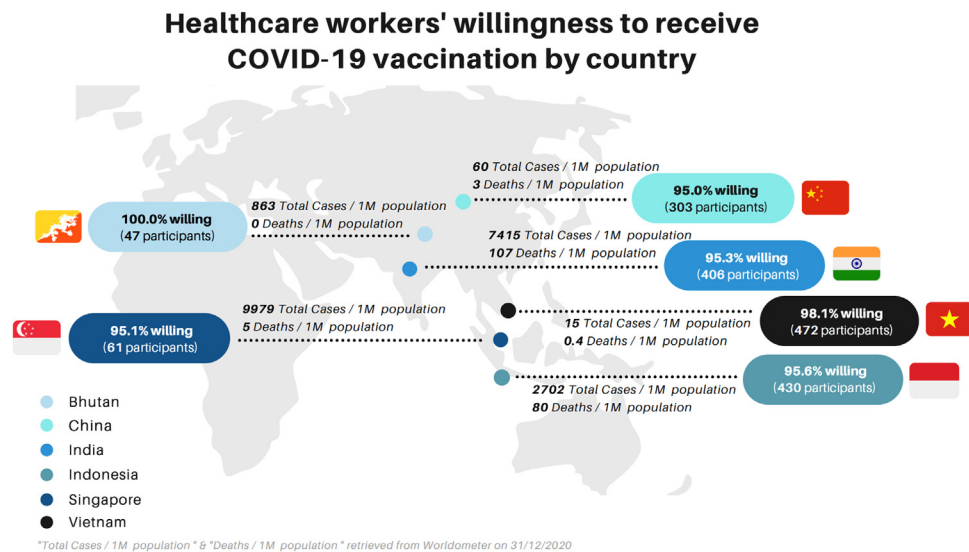 Healthcare workers' willingness to receive
COVID-19 vaccination by country
60 Total Cases / 1M population
3 Deaths / 1M population
95.0% willing
(303 participants)
863 Total Cases / 1M population
0 Deaths / 1M population
100.0% willing
(47 participants)
7415 Total Cases / 1M population
107 Deaths / 1M population
95.3% willing
(406 participants)
9979 Total Cases / 1M population
5 Deaths / 1M population
95.1% willing
(61 participants)
15 Total Cases / 1M population
0.4 Deaths / 1M population
98.1% willing
(472 participants)
2702 Total Cases / 1M population
80 Deaths / 1M population
95.6% willing
(430 participants)
Bhutan
China
India
Indonesia
Singapore
Vietnam
"Total Cases / 1M population" & "Deaths / 1M population" retrieved from Worldometer on 31/12/2020